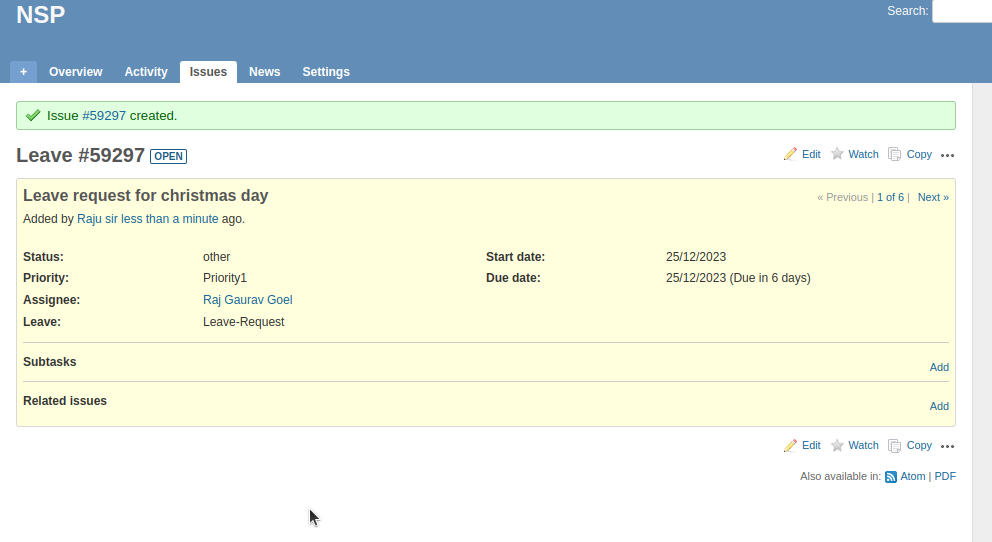 NSP
Search:
+ Overview Activity Issues News Settings
Issue #59297 created.
Leave #59297 OPEN
Edit Watch Copy •••
Leave request for christmas day
« Previous | 1 of 6 | Next »
Added by Raju sir less than a minute ago.
Status: other Start date: 25/12/2023
Priority: Priority1 Due date: 25/12/2023 (Due in 6 days)
Assignee: Raj Gaurav Goel
Leave: Leave-Request
Subtasks
Add
Related issues
Add
Edit Watch Copy •••
Also available in: Atom | PDF